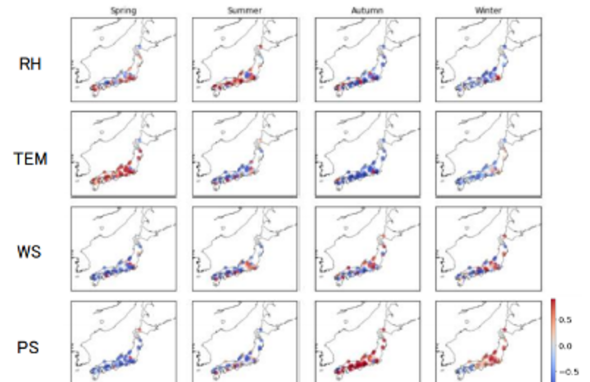 Spring Summer Autumn Winter
RH
TEM
WS
PS
0.5
0.0
−0.5